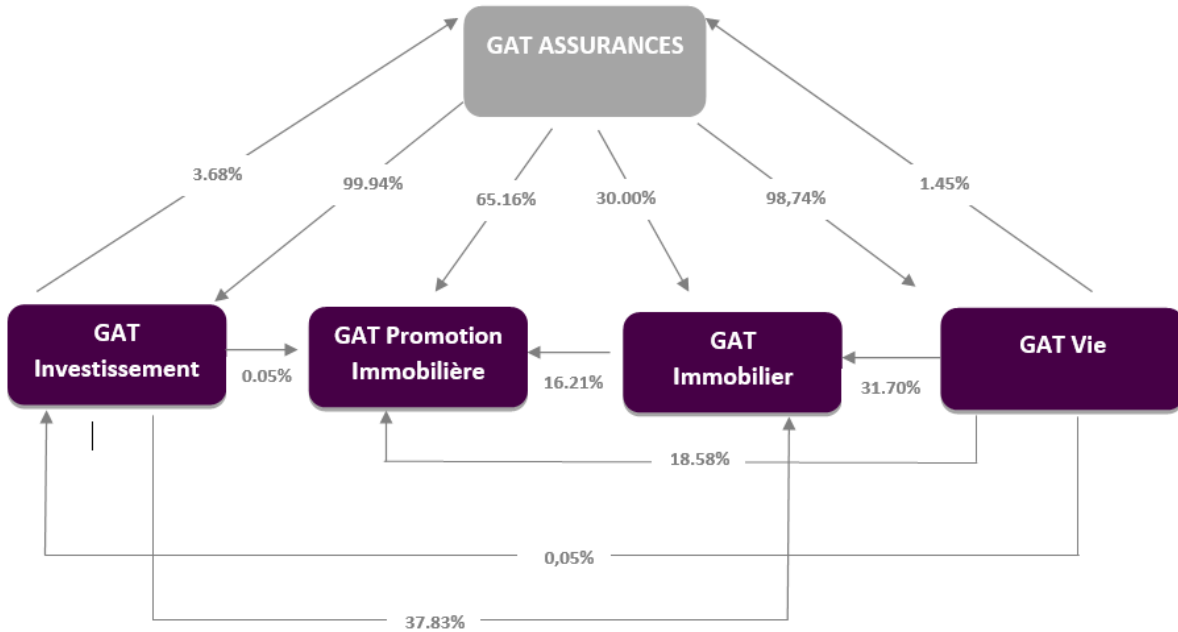 GAT ASSURANCES
3.68%
99.94%
65.16%
30.00%
98,74%
1.45%
GAT
Investissement
GAT Promotion
Immobilière
GAT
Immobilier
GAT Vie
0.05%
16.21%
31.70%
18.58%
0,05%
37.83%